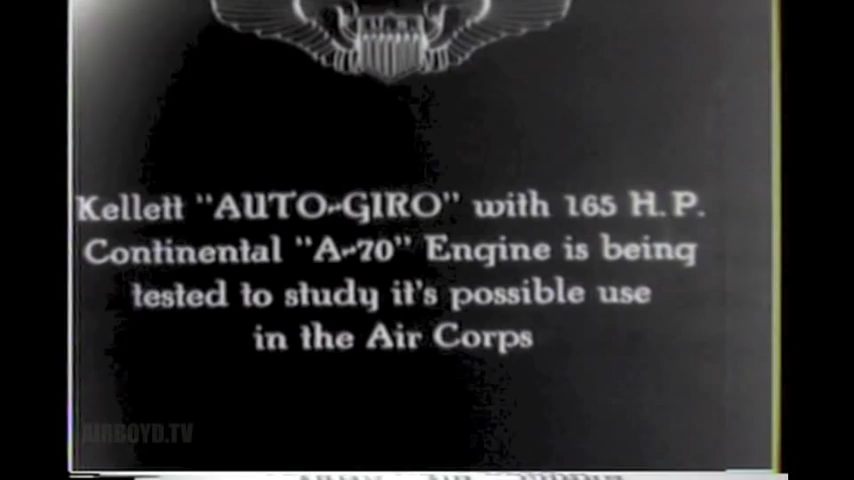 Kellett "AUTO-GIRO" with 165 H.P.
Continental "A-70" Engine is being
tested to study it's possible use
in the Air Corps
AIRBOYD.TV